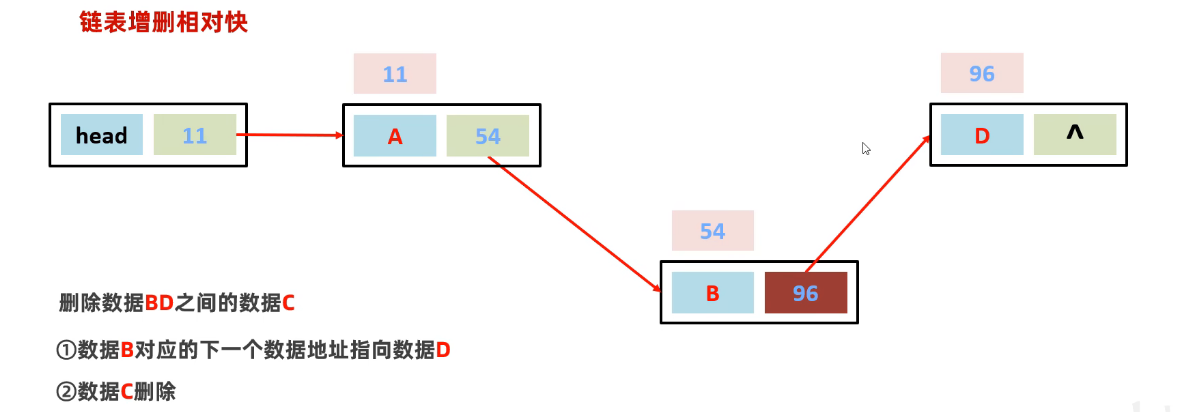 链表增删相对快
11
96
head 11
A 54
D ^
54
B 96
删除数据BD之间的数据C
①数据B对应的下一个数据地址指向数据D
②数据C删除